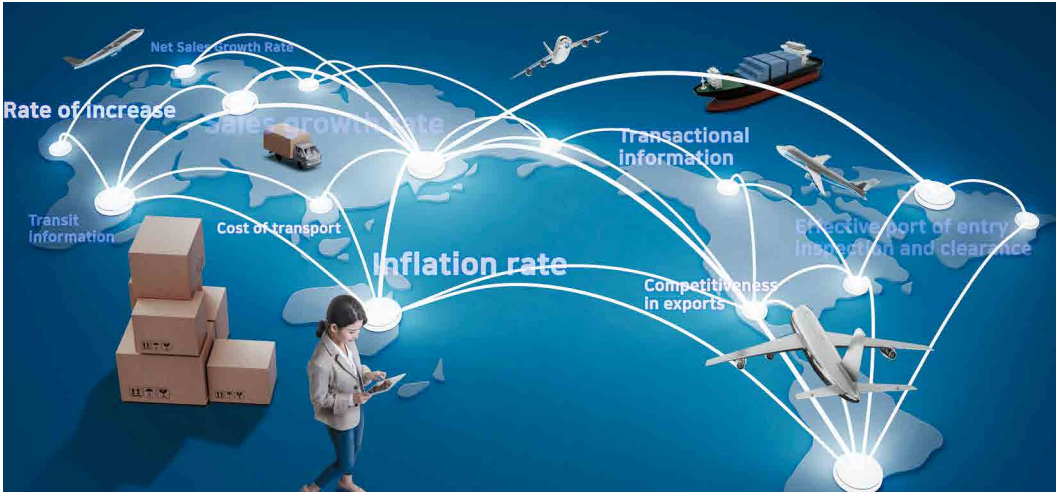 Net Sales Growth Rate
Rate of increase
Sales growth rate
Transactional
information
Transit
information
Cost of transport
Effective port of entry
inspection and clearance
Inflation rate
Competitiveness
in exports